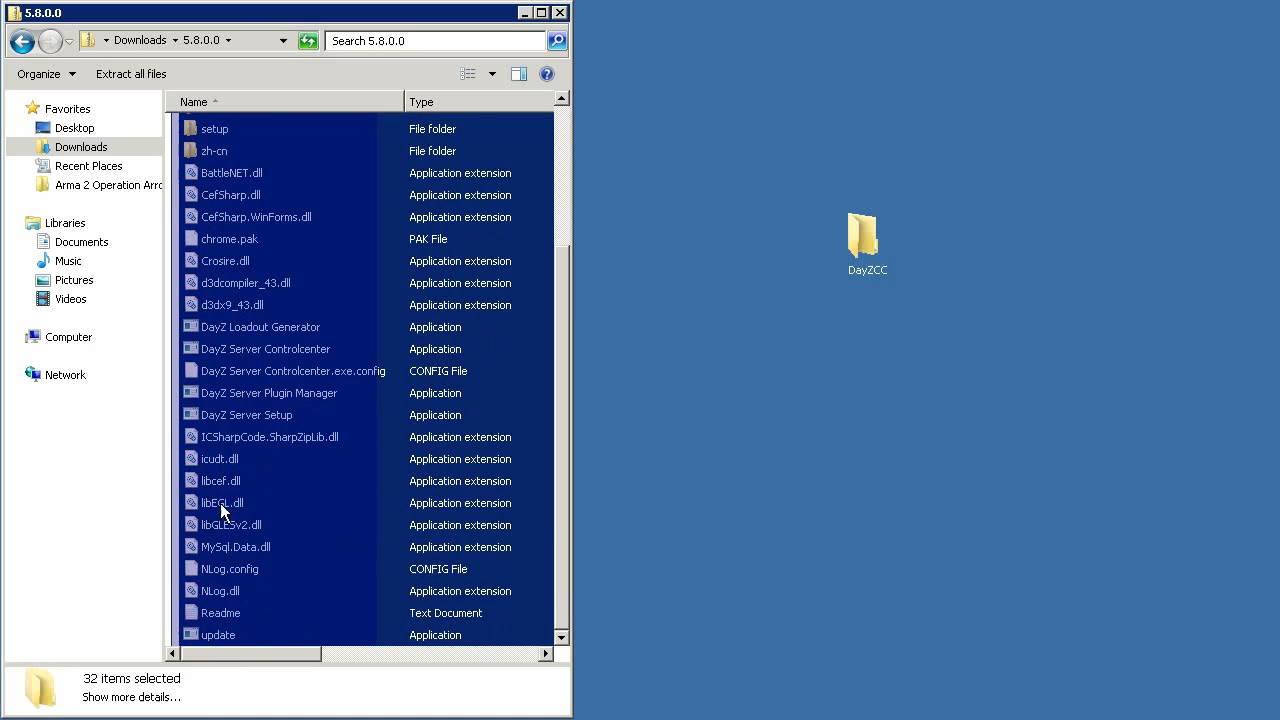 5.8.0.0
Downloads 5.8.0.0
Search 5.8.0.0
Organize Extract all files
Name Type
Favorites
Desktop
Downloads
Recent Places
Arma 2 Operation Arro
Libraries
Documents
Music
Pictures
Videos
Computer
Network
setup File folder
zh-cn File folder
BattleNET.dll Application extension
CefSharp.dll Application extension
CefSharp.WinForms.dll Application extension
chrome.pak PAK File
Crosire.dll Application extension
d3dcompiler_43.dll Application extension
d3dx9_43.dll Application extension
DayZ Loadout Generator Application
DayZ Server Controlcenter Application
DayZ Server Controlcenter.exe.config CONFIG File
DayZ Server Plugin Manager Application
DayZ Server Setup Application
ICSharpCode.SharpZipLib.dll Application extension
icudt.dll Application extension
libcef.dll Application extension
libEGL.dll Application extension
libGLESv2.dll Application extension
MySql.Data.dll Application extension
NLog.config CONFIG File
NLog.dll Application extension
Readme Text Document
update Application
32 items selected
Show more details...
DayZCC